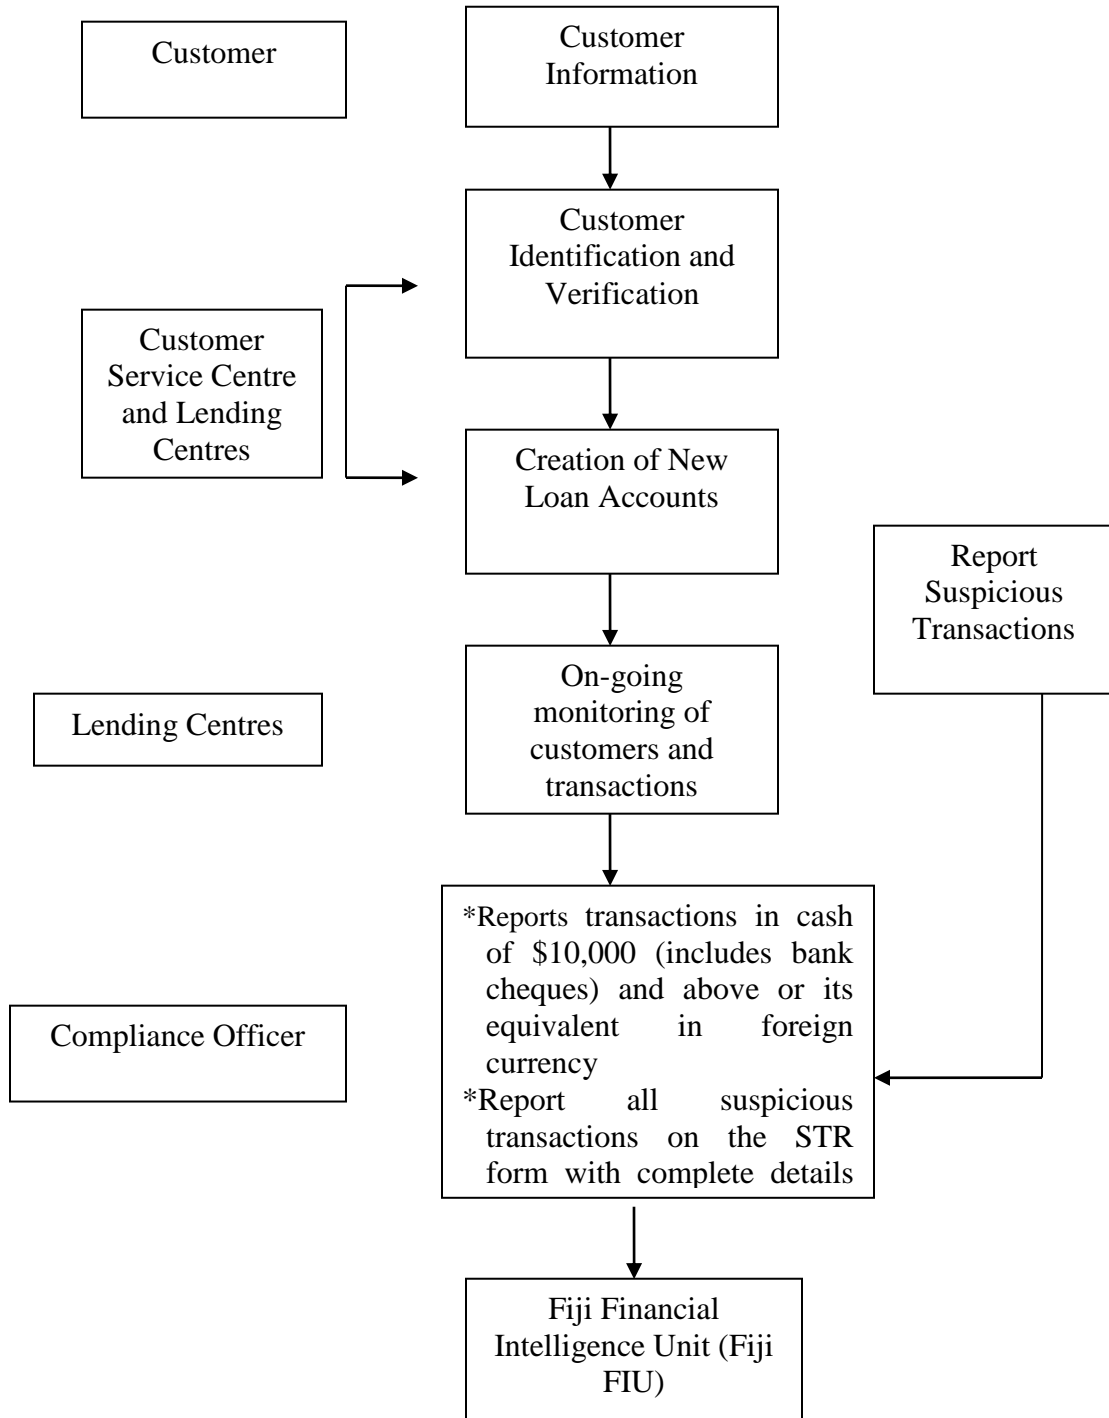 Customer
Customer
Information
Customer
Identification and
Verification
Customer
Service Centre
and Lending
Centres
Creation of New
Loan Accounts
Report
Suspicious
Transactions
Lending Centres
On-going
monitoring of
customers and
transactions
Compliance Officer
*Reports transactions in cash
of $10,000 (includes bank
cheques) and above or its
equivalent in foreign
currency
*Report all suspicious
transactions on the STR
form with complete details
Fiji Financial
Intelligence Unit (Fiji
FIU)